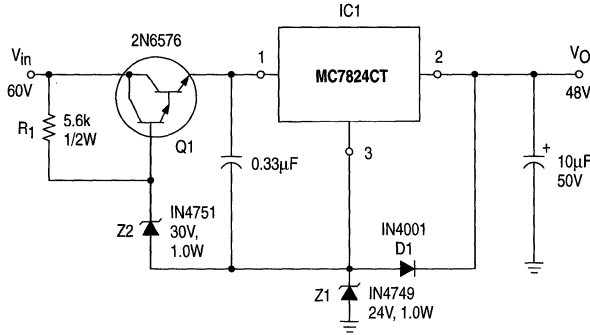 IC1
2N6576
Vin
60V
1
MC7824CT
2
VO
48V
R1
5.6k
1/2W
Q1
0.33µF
3
+
10µF
50V
Z2
IN4751
30V,
1.0W
IN4001
D1
Z1
IN4749
24V, 1.0W